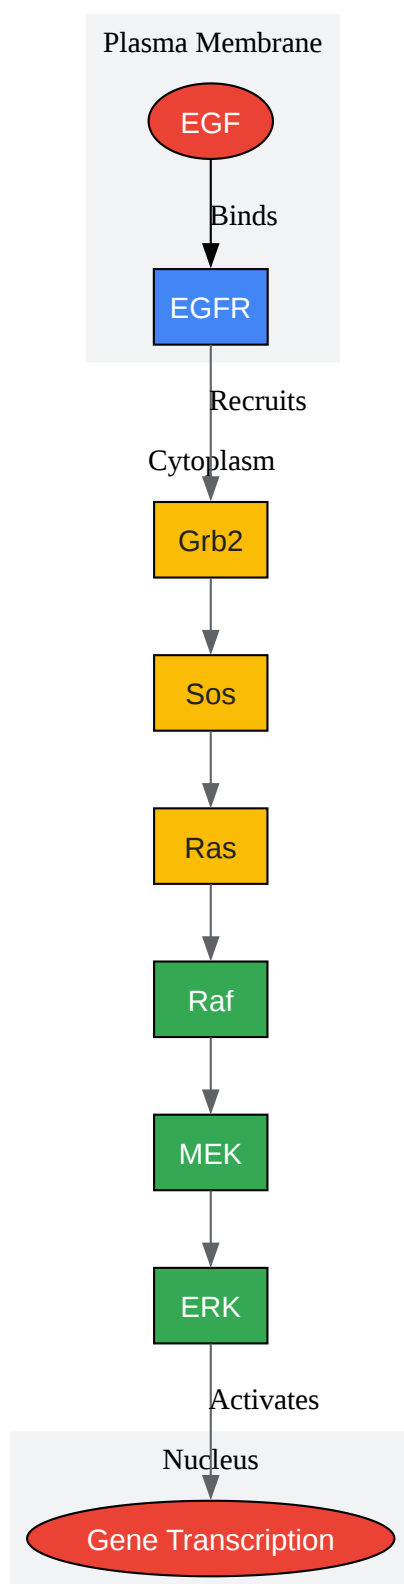 Plasma Membrane
EGF
Binds
EGFR
Recruits
Cytoplasm
Grb2
Sos
Ras
Raf
MEK
ERK
Activates
Nucleus
Gene Transcription